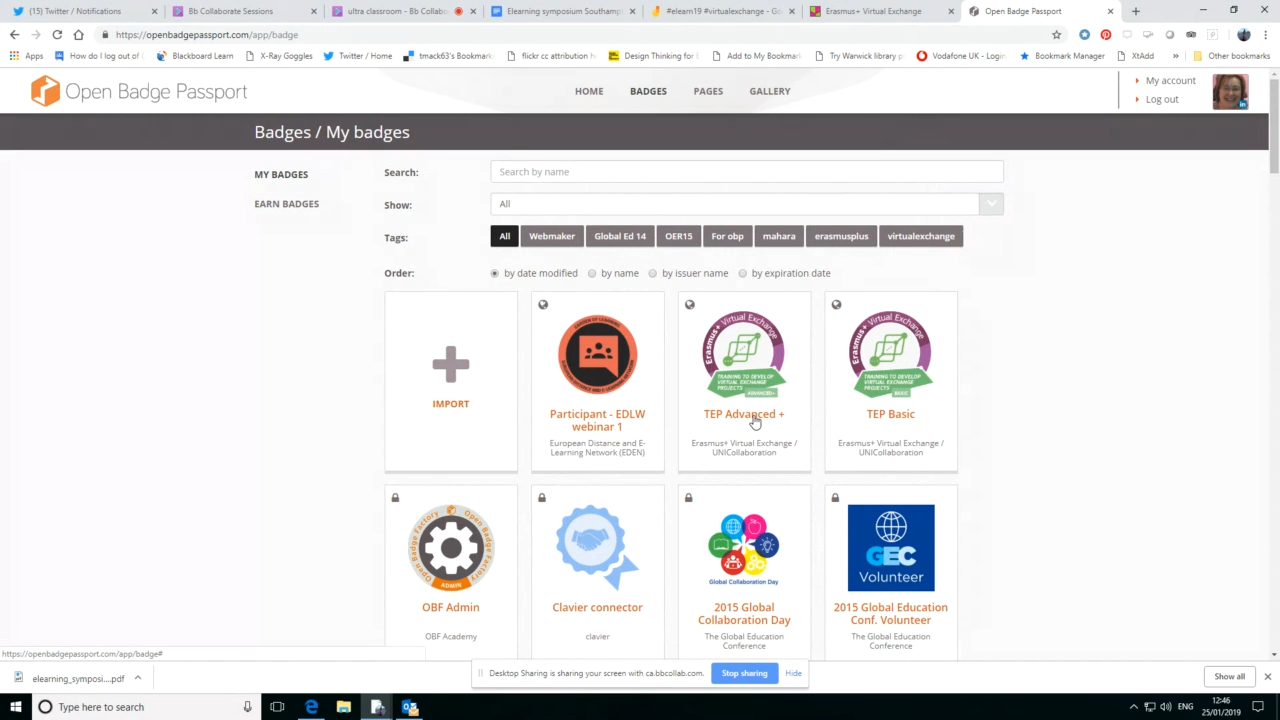 (15) Twitter / Notifications
Bb Collaborate Sessions
ultra classroom - Bb Collabo
Elearning symposium Southamp
#elearn19 #virtualexchange - Go
Erasmus+ Virtual Exchange
Open Badge Passport
https://openbadgepassport.com/app/badge
Apps
How do I log out of C
Blackboard Learn
X-Ray Goggles
Twitter / Home
tmack63's Bookmark
flickr cc attribution h
Design Thinking for E
Add to My Bookmark
Try Warwick library p
Vodafone UK - Login
Bookmark Manager
XtAdd
»
Other bookmarks
Open Badge Passport
HOME
BADGES
PAGES
GALLERY
My account
Log out
Badges / My badges
MY BADGES
EARN BADGES
Search:
Search by name
Show:
All
Tags:
All
Webmaker
Global Ed 14
OER15
For obp
mahara
erasmusplus
virtualexchange
Order:
by date modified
by name
by issuer name
by expiration date
IMPORT
Participant - EDLW
webinar 1
European Distance and E-
Learning Network (EDEN)
Erasmus+ Virtual Exchange
TRAINING TO DEVELOP
VIRTUAL EXCHANGE
PROJECTS
ADVANCED+
TEP Advanced +
Erasmus+ Virtual Exchange /
UNICollaboration
Erasmus+ Virtual Exchange
TRAINING TO DEVELOP
VIRTUAL EXCHANGE
PROJECTS
BASIC
TEP Basic
Erasmus+ Virtual Exchange /
UNICollaboration
Open Badge Factory
Open Badge Factory
ADMIN
OBF Admin
OBF Academy
Clavier connector
clavier
Global Collaboration Day
2015 Global
Collaboration Day
The Global Education
Conference
GEC
Volunteer
2015 Global Education
Conf. Volunteer
The Global Education
Conference
https://openbadgepassport.com/app/badge#
Desktop Sharing is sharing your screen with ca.bbcollab.com.
Stop sharing
Hide
elearning_symposi....pdf
Show all
Type here to search
ENG
12:46
25/01/2019